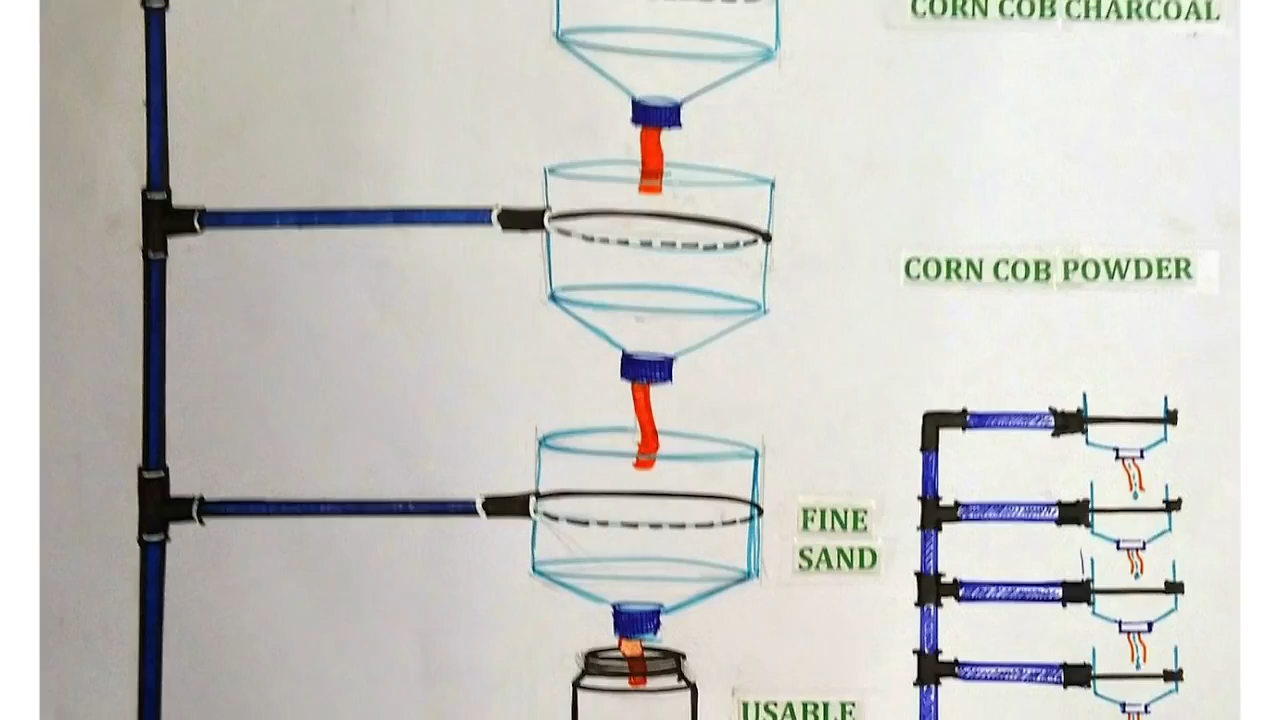 CORN COB CHARCOAL
CORN COB POWDER
FINE
SAND
USABLE